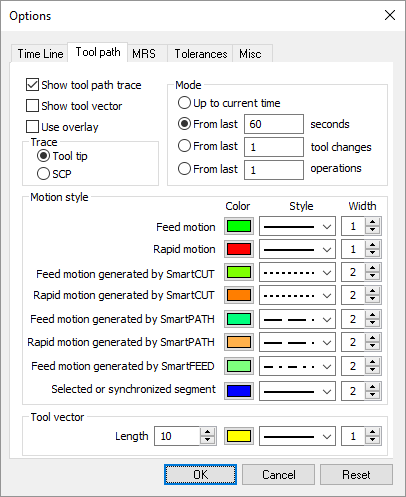 Options
Time Line Tool path MRS Tolerances Misc
Show tool path trace
Show tool vector
Use overlay
Trace
Tool tip
SCP
Mode
Up to current time
From last 60 seconds
From last 1 tool changes
From last 1 operations
Motion style Color Style Width
Feed motion 1
Rapid motion 1
Feed motion generated by SmartCUT 2
Rapid motion generated by SmartCUT 2
Feed motion generated by SmartPATH 2
Rapid motion generated by SmartPATH 2
Feed motion generated by SmartFEED 2
Selected or synchronized segment 2
Tool vector
Length 10 1
OK Cancel Reset